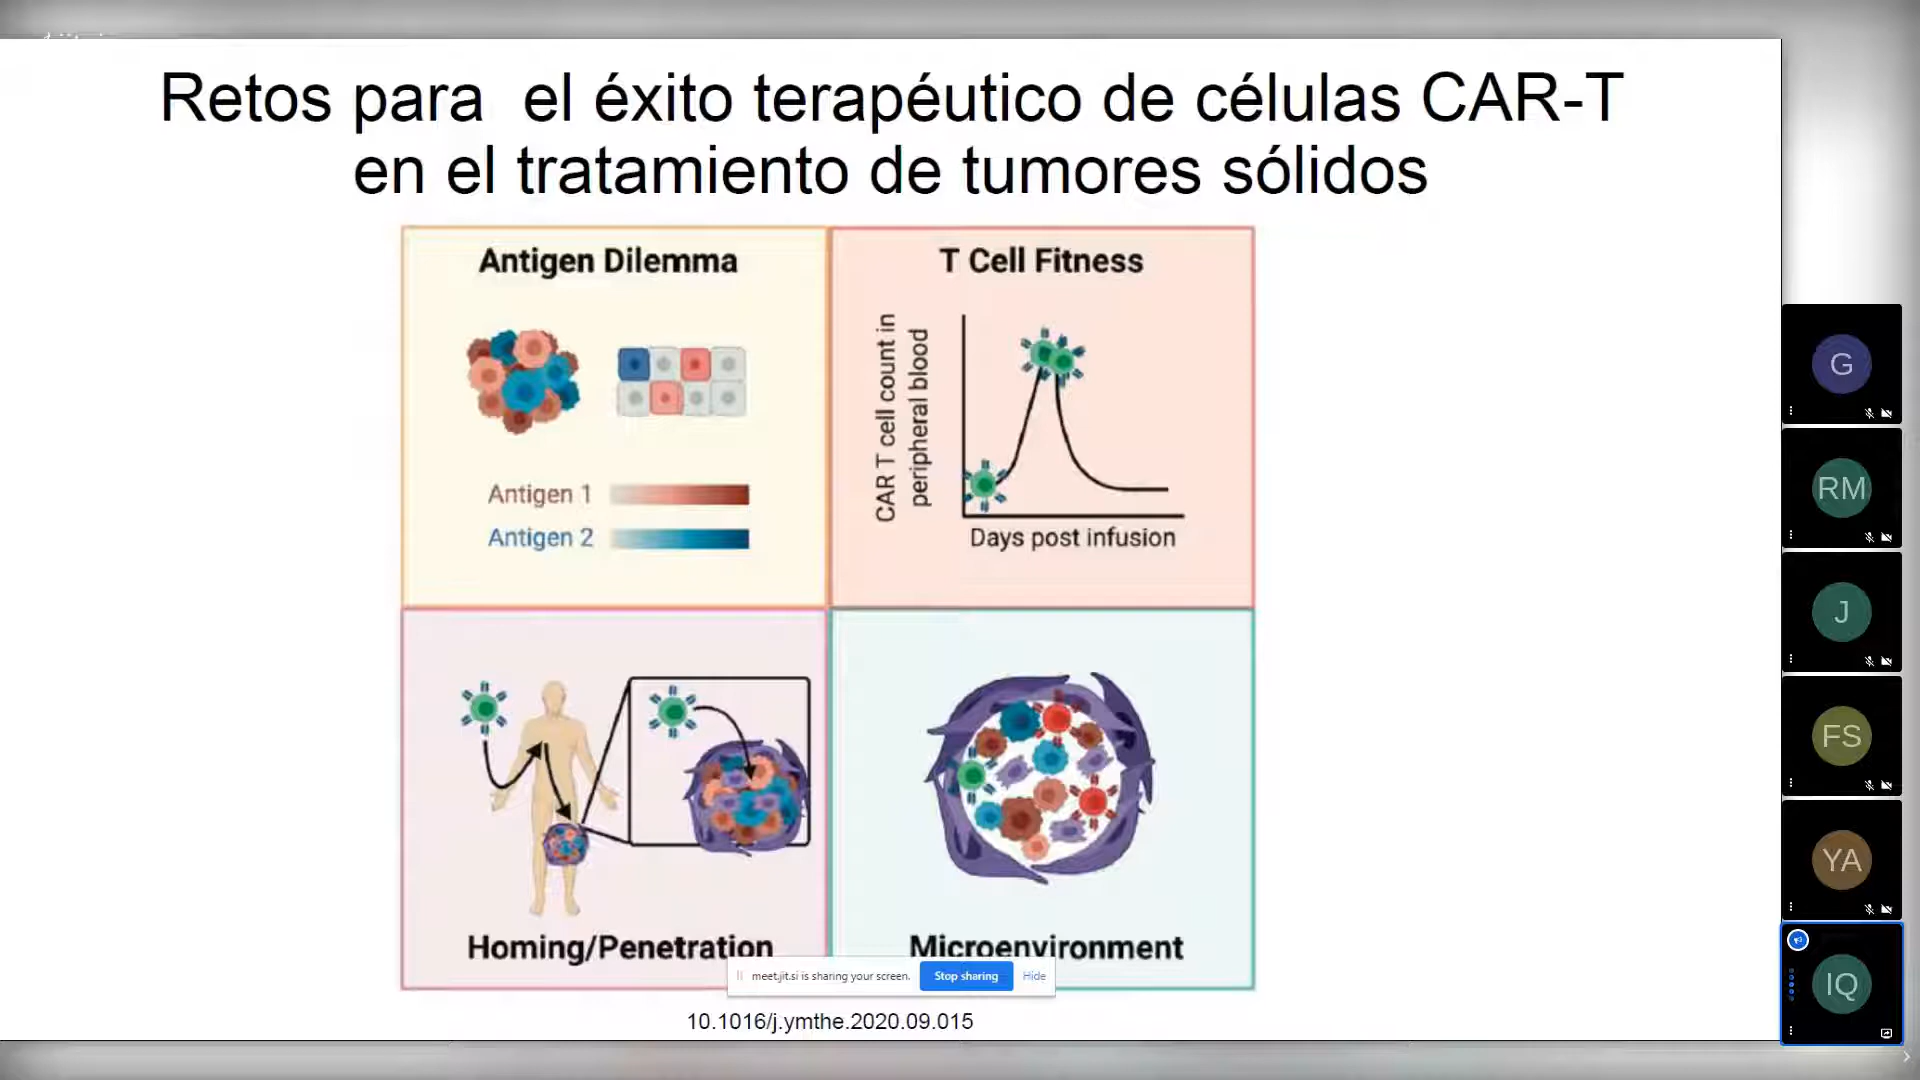 Retos para  el éxito terapéutico de células CAR-T
en el tratamiento de tumores sólidos
Antigen Dilemma
Antigen 1
Antigen 2
T Cell Fitness
CAR T cell count in
peripheral blood
Days post infusion
Homing/Penetration
Microenvironment
meet.jit.si is sharing your screen.
Stop sharing
Hide
10.1016/j.ymthe.2020.09.015
G
RM
J
FS
YA
IQ